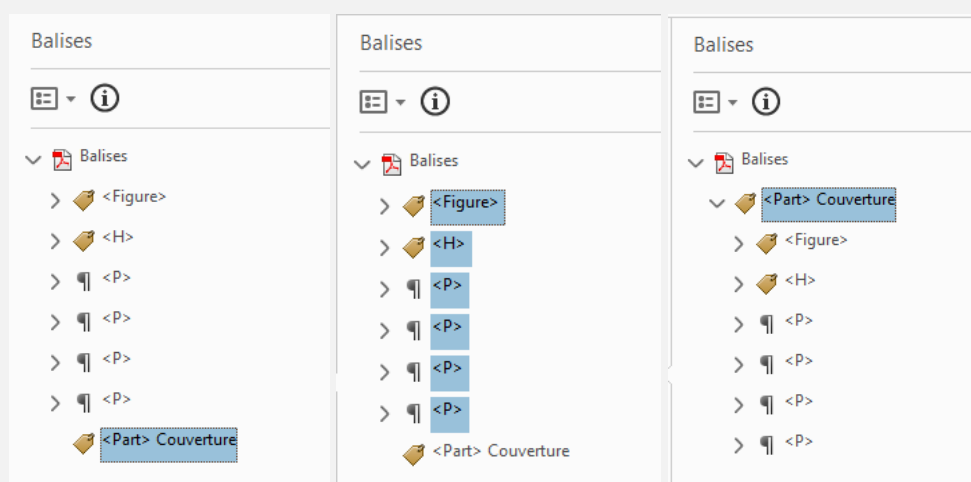 Balises
Balises
<Figure>
<H>
<P>
<P>
<P>
<P>
<Part> Couverture
Balises
Balises
<Figure>
<H>
<P>
<P>
<P>
<P>
<Part> Couverture
Balises
Balises
<Part> Couverture
<Figure>
<H>
<P>
<P>
<P>
<P>